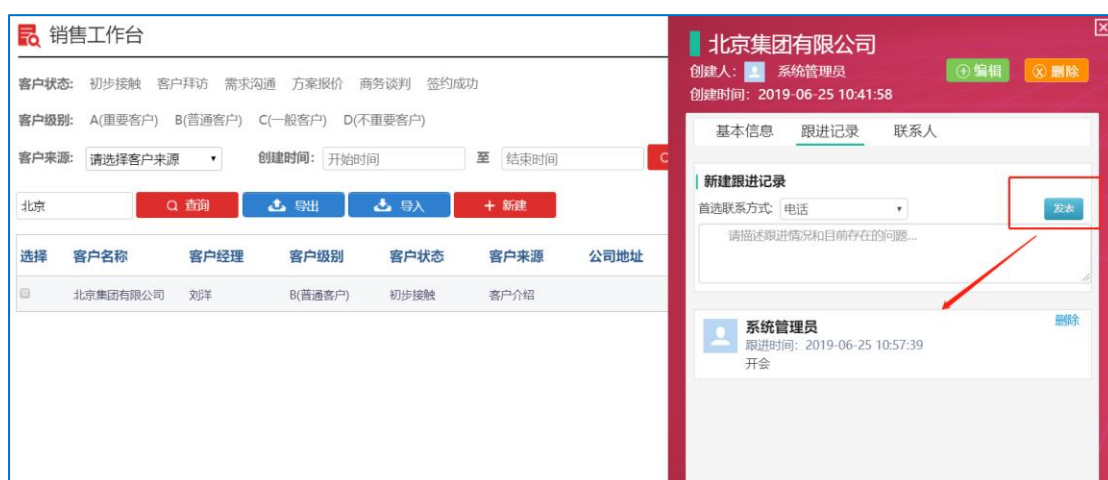 销售工作台
客户状态: 初步接触 客户拜访 需求沟通 方案报价 商务谈判 签约成功
客户级别: A(重要客户) B(普通客户) C(一般客户) D(不重要客户)
客户来源: 请选择客户来源 创建时间: 开始时间 至 结束时间
北京 查询 导出 导入 + 新建
选择 客户名称 客户经理 客户级别 客户状态 客户来源 公司地址
北京集团有限公司 刘洋 B(普通客户) 初步接触 客户介绍
北京集团有限公司
创建人: 系统管理员 编辑 删除
创建时间: 2019-06-25 10:41:58
基本信息 跟进记录 联系人
新建跟进记录
首选联系方式: 电话 发表
请描述跟进情况和目前存在的问题...
系统管理员 删除
跟进时间: 2019-06-25 10:57:39
开会